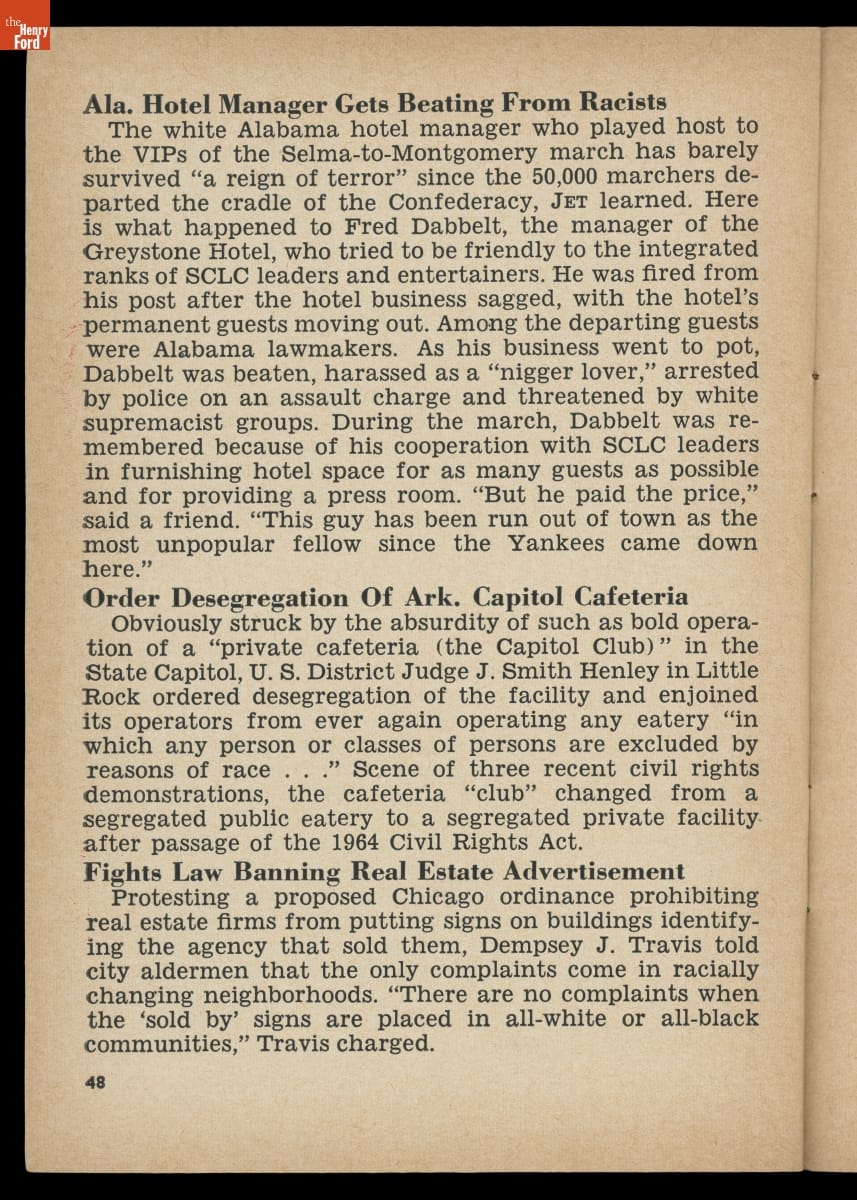 the
Henry
Ford
Ala. Hotel Manager Gets Beating From Racists
The white Alabama hotel manager who played host to
the VIPs of the Selma-to-Montgomery march has barely
survived “a reign of terror” since the 50,000 marchers de-
parted the cradle of the Confederacy, JET learned. Here
is what happened to Fred Dabbelt, the manager of the
Greystone Hotel, who tried to be friendly to the integrated
ranks of SCLC leaders and entertainers. He was fired from
his post after the hotel business sagged, with the hotel’s
permanent guests moving out. Among the departing guests
were Alabama lawmakers. As his business went to pot,
Dabbelt was beaten, harassed as a “nigger lover,” arrested
by police on an assault charge and threatened by white
supremacist groups. During the march, Dabbelt was re-
membered because of his cooperation with SCLC leaders
in furnishing hotel space for as many guests as possible
and for providing a press room. “But he paid the price,”
said a friend. “This guy has been run out of town as the
most unpopular fellow since the Yankees came down
here.”
Order Desegregation Of Ark. Capitol Cafeteria
Obviously struck by the absurdity of such as bold opera-
tion of a “private cafeteria (the Capitol Club)” in the
State Capitol, U. S. District Judge J. Smith Henley in Little
Rock ordered desegregation of the facility and enjoined
its operators from ever again operating any eatery “in
which any person or classes of persons are excluded by
reasons of race . . .” Scene of three recent civil rights
demonstrations, the cafeteria “club” changed from a
segregated public eatery to a segregated private facility
after passage of the 1964 Civil Rights Act.
Fights Law Banning Real Estate Advertisement
Protesting a proposed Chicago ordinance prohibiting
real estate firms from putting signs on buildings identify-
ing the agency that sold them, Dempsey J. Travis told
city aldermen that the only complaints come in racially
changing neighborhoods. “There are no complaints when
the ‘sold by’ signs are placed in all-white or all-black
communities,” Travis charged.
48